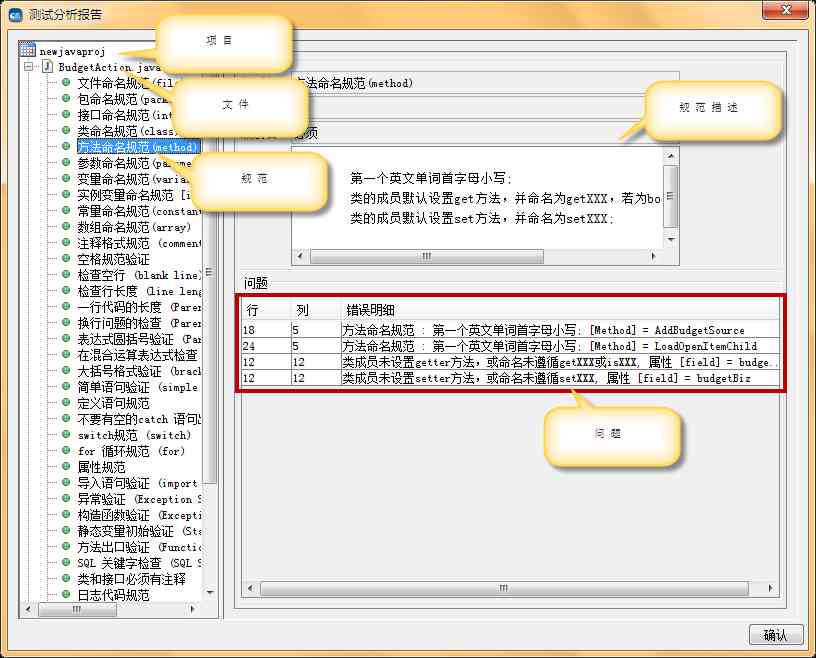 测试分析报告
newjavaproj
BudgetAction.java
文件命名规范(file
包命名规范(pack
接口命名规范(int
类命名规范(class)
方法命名规范(method)
参数命名规范(parame
变量命名规范(varia
实例变量命名规范 [i
常量命名规范(constant
数组命名规范(array)
注释格式规范 (comment
空格规范验证
检查空行 (blank line)
检查行长度 (line leng
一行代码的长度 (Paren
换行问题的检查 (Paren
表达式圆括号验证 (Par
在混合运算表达式检查
大括号格式验证 (brack
简单语句验证 (simple
定义语句规范
不要有空的catch 语句
switch规范 (switch)
for 循环规范 (for)
属性规范
导入语句验证 (import
异常验证 (Exception S
构造函数验证 (Excepti
静态变量初始验证 (Sta
方法出口验证 (Functio
SQL 关键字检查 (SQL S
类和接口必须有注释
日志代码规范
项目
文件
规范
方法命名规范(method)
项
规范描述
第一个英文单词首字母小写;
类的成员默认设置get方法, 并命名为getXXX, 若为bo
类的成员默认设置set方法, 并命名为setXXX;
问题
行 列 错误明细
18 5 方法命名规范 : 第一个英文单词首字母小写; [Method] = AddBudgetSource
24 5 方法命名规范 : 第一个英文单词首字母小写; [Method] = LoadOpenItemChild
12 12 类成员未设置getter方法, 或命名未遵循getXXX或isXXX, 属性 [field] = budge..
12 12 类成员未设置setter方法, 或命名未遵循setXXX, 属性 [field] = budgetBiz
问题
确认